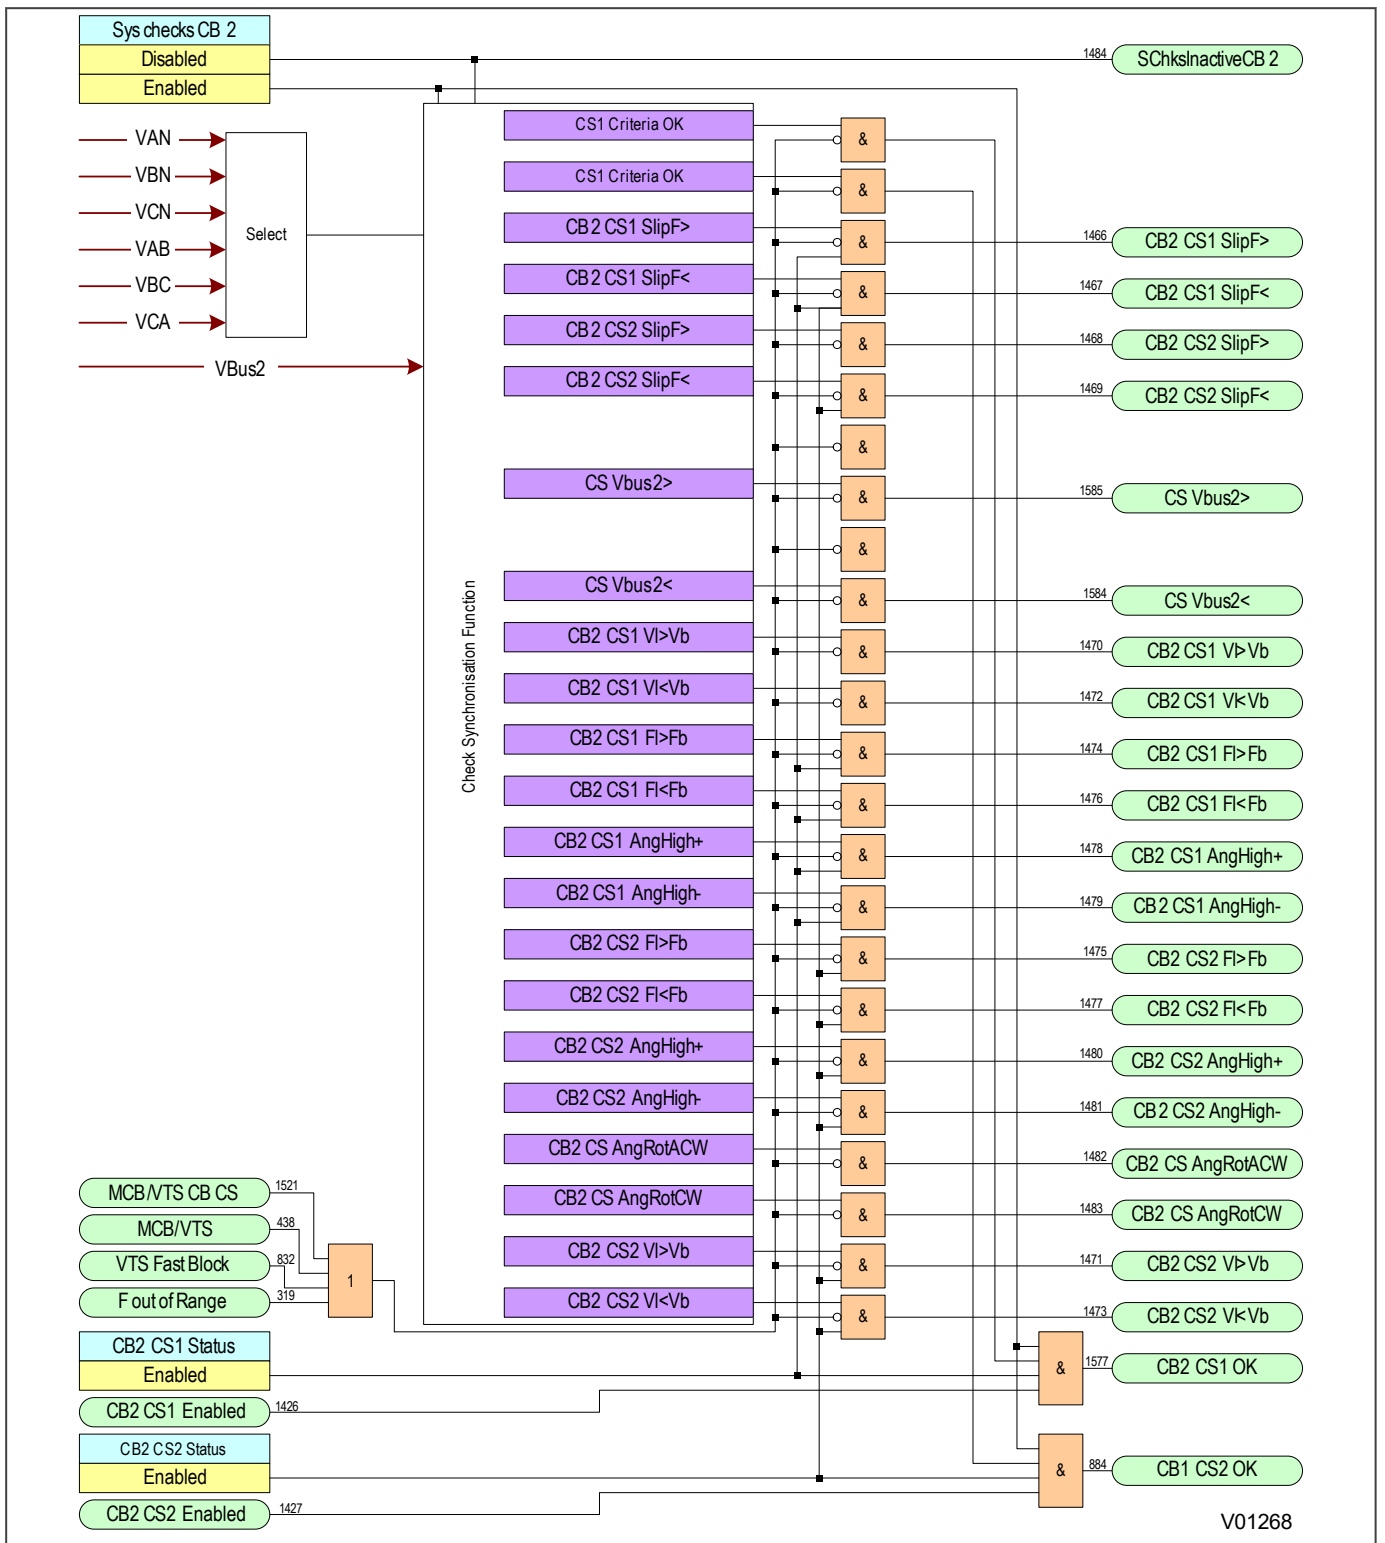 Sys checks CB 2
Disabled
Enabled
1484
SChksInactiveCB 2
VAN
VBN
VCN
VAB
VBC
VCA
Select
VBus2
Check Synchronisation Function
CS1 Criteria OK
&
CS1 Criteria OK
&
CB2 CS1 SlipF>
&
1466
CB2 CS1 SlipF>
CB2 CS1 SlipF<
&
1467
CB2 CS1 SlipF<
CB2 CS2 SlipF>
&
1468
CB2 CS2 SlipF>
CB2 CS2 SlipF<
&
1469
CB2 CS2 SlipF<
&
CS Vbus2>
&
1585
CS Vbus2>
&
CS Vbus2<
&
1584
CS Vbus2<
CB2 CS1 Vl>Vb
&
1470
CB2 CS1 Vl>Vb
CB2 CS1 Vl<Vb
&
1472
CB2 CS1 Vl<Vb
CB2 CS1 Fl>Fb
&
1474
CB2 CS1 Fl>Fb
CB2 CS1 Fl<Fb
&
1476
CB2 CS1 Fl<Fb
CB2 CS1 AngHigh+
&
1478
CB2 CS1 AngHigh+
CB2 CS1 AngHigh-
&
1479
CB2 CS1 AngHigh-
CB2 CS2 Fl>Fb
&
1475
CB2 CS2 Fl>Fb
CB2 CS2 Fl<Fb
&
1477
CB2 CS2 Fl<Fb
CB2 CS2 AngHigh+
&
1480
CB2 CS2 AngHigh+
CB2 CS2 AngHigh-
&
1481
CB2 CS2 AngHigh-
CB2 CS AngRotACW
&
1482
CB2 CS AngRotACW
CB2 CS AngRotCW
&
1483
CB2 CS AngRotCW
CB2 CS2 Vl>Vb
&
1471
CB2 CS2 Vl>Vb
CB2 CS2 Vl<Vb
&
1473
CB2 CS2 Vl<Vb
MCB/VTS CB CS
1521
MCB/VTS
438
VTS Fast Block
832
F out of Range
319
1
CB2 CS1 Status
Enabled
CB2 CS1 Enabled
1426
&
1577
CB2 CS1 OK
CB2 CS2 Status
Enabled
CB2 CS2 Enabled
1427
&
884
CB1 CS2 OK
V01268